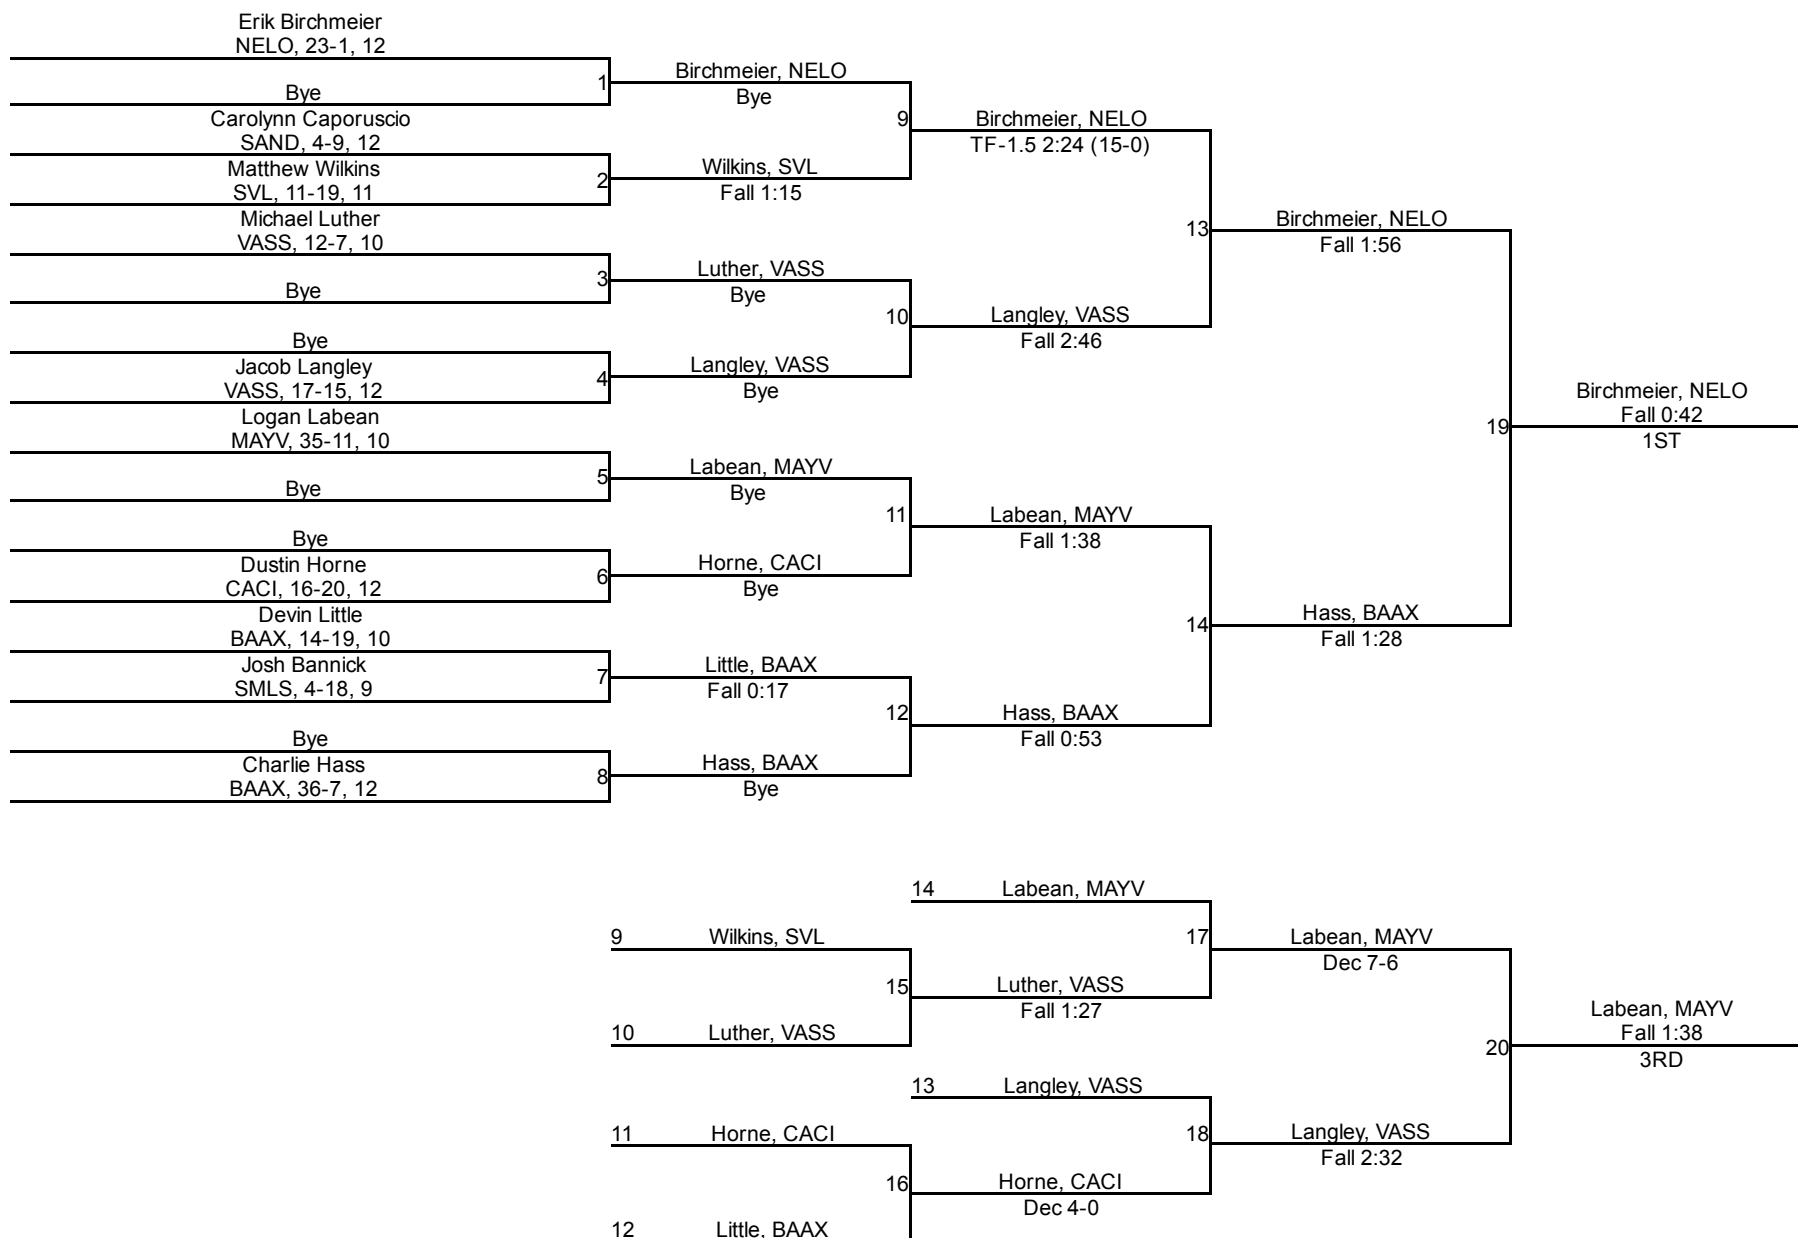 Erik Birchmeier
NELO, 23-1, 12
Bye
1
Carolynn Caporuscio
SAND, 4-9, 12
Matthew Wilkins
SVL, 11-19, 11
2
Michael Luther
VASS, 12-7, 10
Bye
3
Bye
Jacob Langley
VASS, 17-15, 12
4
Logan Labean
MAYV, 35-11, 10
Bye
5
Bye
Dustin Horne
CACI, 16-20, 12
6
Devin Little
BAAX, 14-19, 10
Josh Bannick
SMLS, 4-18, 9
7
Bye
Charlie Hass
BAAX, 36-7, 12
8
Birchmeier, NELO
Bye
9
Wilkins, SVL
Fall 1:15
Luther, VASS
Bye
10
Langley, VASS
Bye
Labean, MAYV
Bye
11
Horne, CACI
Bye
Little, BAAX
Fall 0:17
12
Hass, BAAX
Bye
Birchmeier, NELO
TF-1.5 2:24 (15-0)
13
Langley, VASS
Fall 2:46
Labean, MAYV
Fall 1:38
14
Hass, BAAX
Fall 0:53
Birchmeier, NELO
Fall 1:56
19
Hass, BAAX
Fall 1:28
Birchmeier, NELO
Fall 0:42
1ST
14 Labean, MAYV
9 Wilkins, SVL
15
10 Luther, VASS
Luther, VASS
Fall 1:27
17
13 Langley, VASS
11 Horne, CACI
16
12 Little, BAAX
Horne, CACI
Dec 4-0
18
Labean, MAYV
Dec 7-6
20
Langley, VASS
Fall 2:32
Labean, MAYV
Fall 1:38
3RD